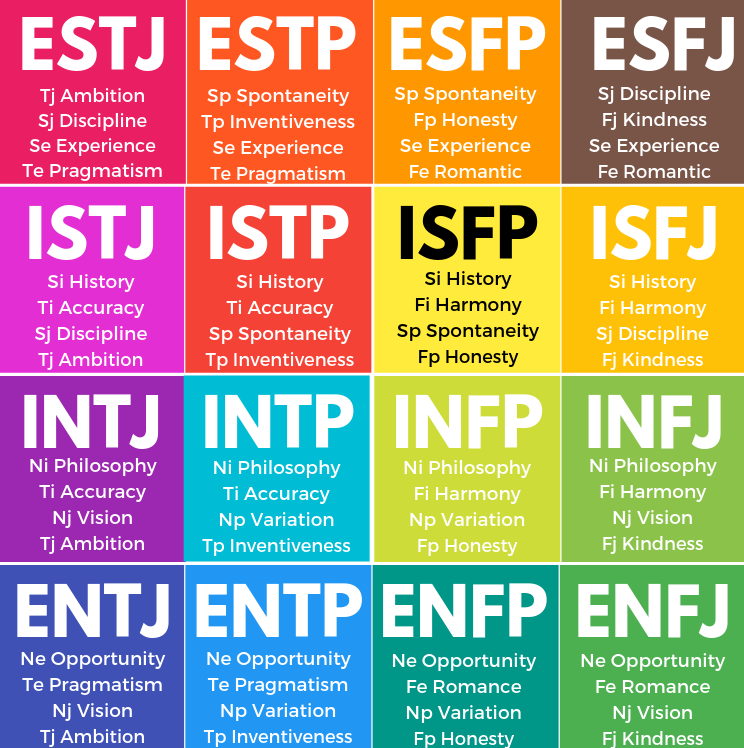 ESTJ
Tj Ambition
Sj Discipline
Se Experience
Te Pragmatism
ESTP
Sp Spontaneity
Tp Inventiveness
Se Experience
Te Pragmatism
ESFP
Sp Spontaneity
Fp Honesty
Se Experience
Fe Romantic
ESFJ
Sj Discipline
Fj Kindness
Se Experience
Fe Romantic
ISTJ
Si History
Ti Accuracy
Sj Discipline
Tj Ambition
ISTP
Si History
Ti Accuracy
Sp Spontaneity
Tp Inventiveness
ISFP
Si History
Fi Harmony
Sp Spontaneity
Fp Honesty
ISFJ
Si History
Fi Harmony
Sj Discipline
Fj Kindness
INTJ
Ni Philosophy
Ti Accuracy
Nj Vision
Tj Ambition
INTP
Ni Philosophy
Ti Accuracy
Np Variation
Tp Inventiveness
INFP
Ni Philosophy
Fi Harmony
Np Variation
Fp Honesty
INFJ
Ni Philosophy
Fi Harmony
Nj Vision
Fj Kindness
ENTJ
Ne Opportunity
Te Pragmatism
Nj Vision
Tj Ambition
ENTP
Ne Opportunity
Te Pragmatism
Np Variation
Tp Inventiveness
ENFP
Ne Opportunity
Fe Romance
Np Variation
Fp Honesty
ENFJ
Ne Opportunity
Fe Romance
Nj Vision
Fj Kindness